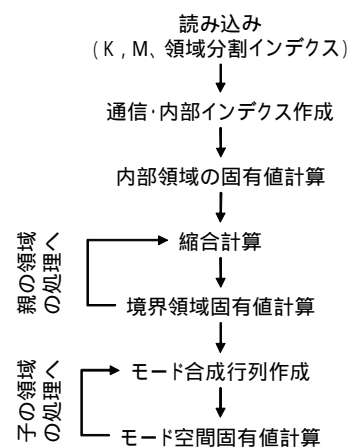 読み込み
(K,M、領域分割インデクス)
通信・内部インデクス作成
内部領域の固有値計算
縮合計算
境界領域固有値計算
親の領域
の処理へ
モード合成行列作成
モード空間固有値計算
子の領域
の処理へ